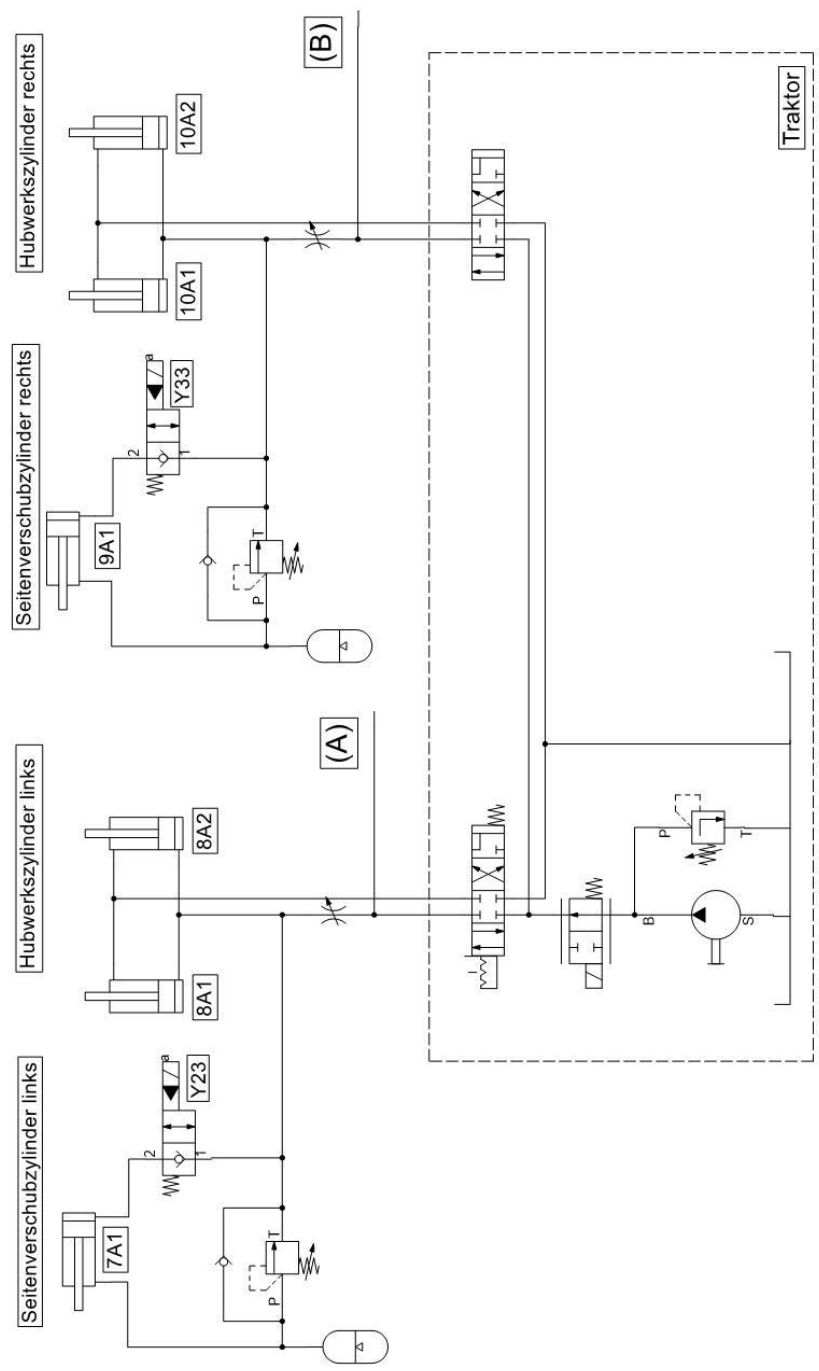 Seitenverschubzylinder links
Hubwerkszylinder links
Seitenverschubzylinder rechts
Hubwerkszylinder rechts
7A1
Y23
a
2
1
P
T
8A1
8A2
(A)
9A1
Y33
a
2
1
P
T
10A1
10A2
(B)
B
S
P
T
Traktor